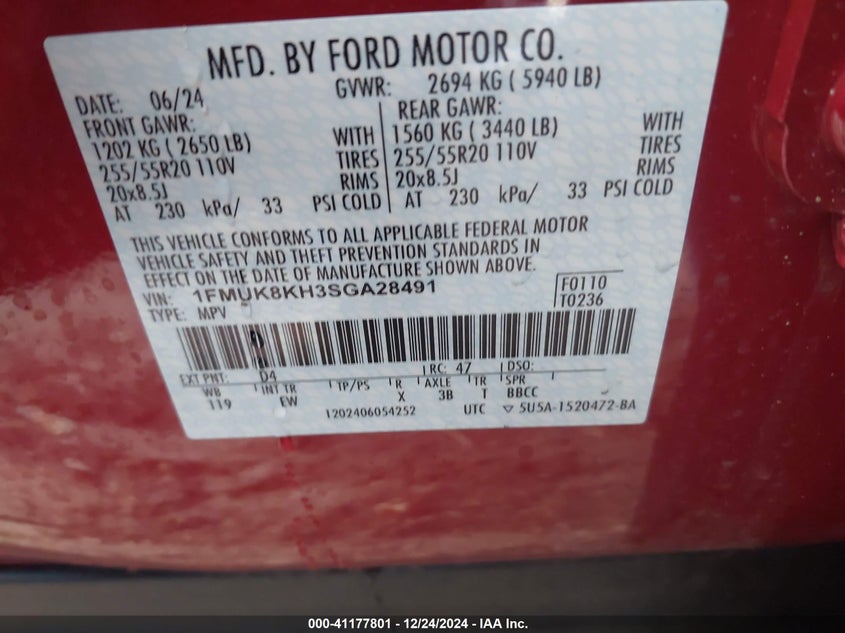 MFD. BY FORD MOTOR CO.
DATE: 06/24 GVWR: 2694 KG ( 5940 LB)
FRONT GAWR: REAR GAWR:
1202 KG ( 2650 LB) WITH 1560 KG ( 3440 LB) WITH
255/55R20 110V TIRES 255/55R20 110V TIRES
20x8.5J RIMS 20x8.5J RIMS
AT 230 kPa/ 33 PSI COLD AT 230 kPa/ 33 PSI COLD
THIS VEHICLE CONFORMS TO ALL APPLICABLE FEDERAL MOTOR
VEHICLE SAFETY AND THEFT PREVENTION STANDARDS IN
EFFECT ON THE DATE OF MANUFACTURE SHOWN ABOVE.
VIN: 1FMUK8KH3SGA28491 F0110
TYPE: MPV T0236
EXT PNT: D4 RC: 47 DSO:
WB INT TR TP/PS R AXLE TR SPR
119 EW X 3B T BBCC
1202406054252 UTC ▽ 5U5A-1520472-BA
000-41177801 - 12/24/2024 - IAA Inc.